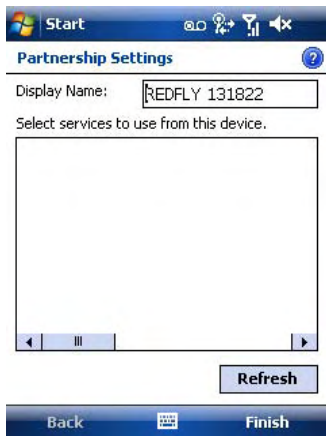 Start
Partnership Settings
Display Name: REDFLY 131822
Select services to use from this device.
Refresh
Back Finish